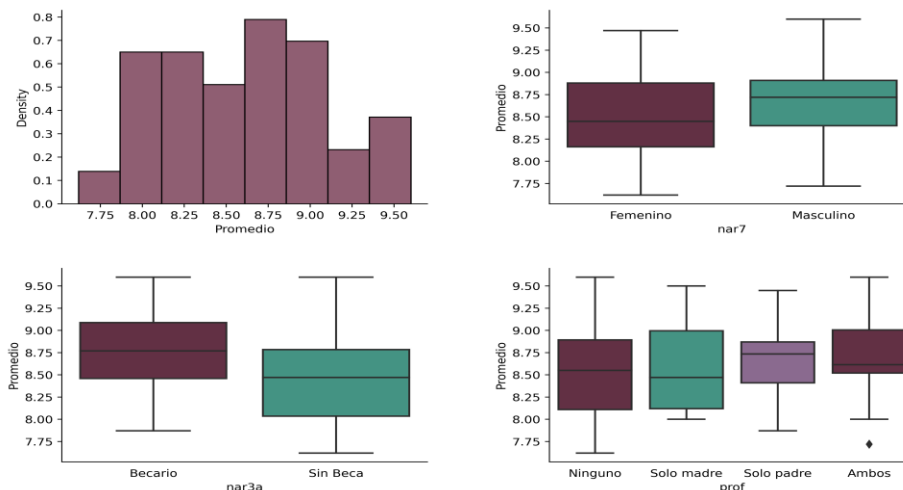 0.8
0.7
0.6
0.5
0.4
0.3
0.2
0.1
0.0
Density
7.75 8.00 8.25 8.50 8.75 9.00 9.25 9.50
Promedio
9.50
9.25
9.00
8.75
8.50
8.25
8.00
7.75
Promedio
Femenino Masculino
nar7
9.50
9.25
9.00
8.75
8.50
8.25
8.00
7.75
Promedio
Becario Sin Beca
nar3a
9.50
9.25
9.00
8.75
8.50
8.25
8.00
7.75
Promedio
Ninguno Solo madre Solo padre Ambos
prof